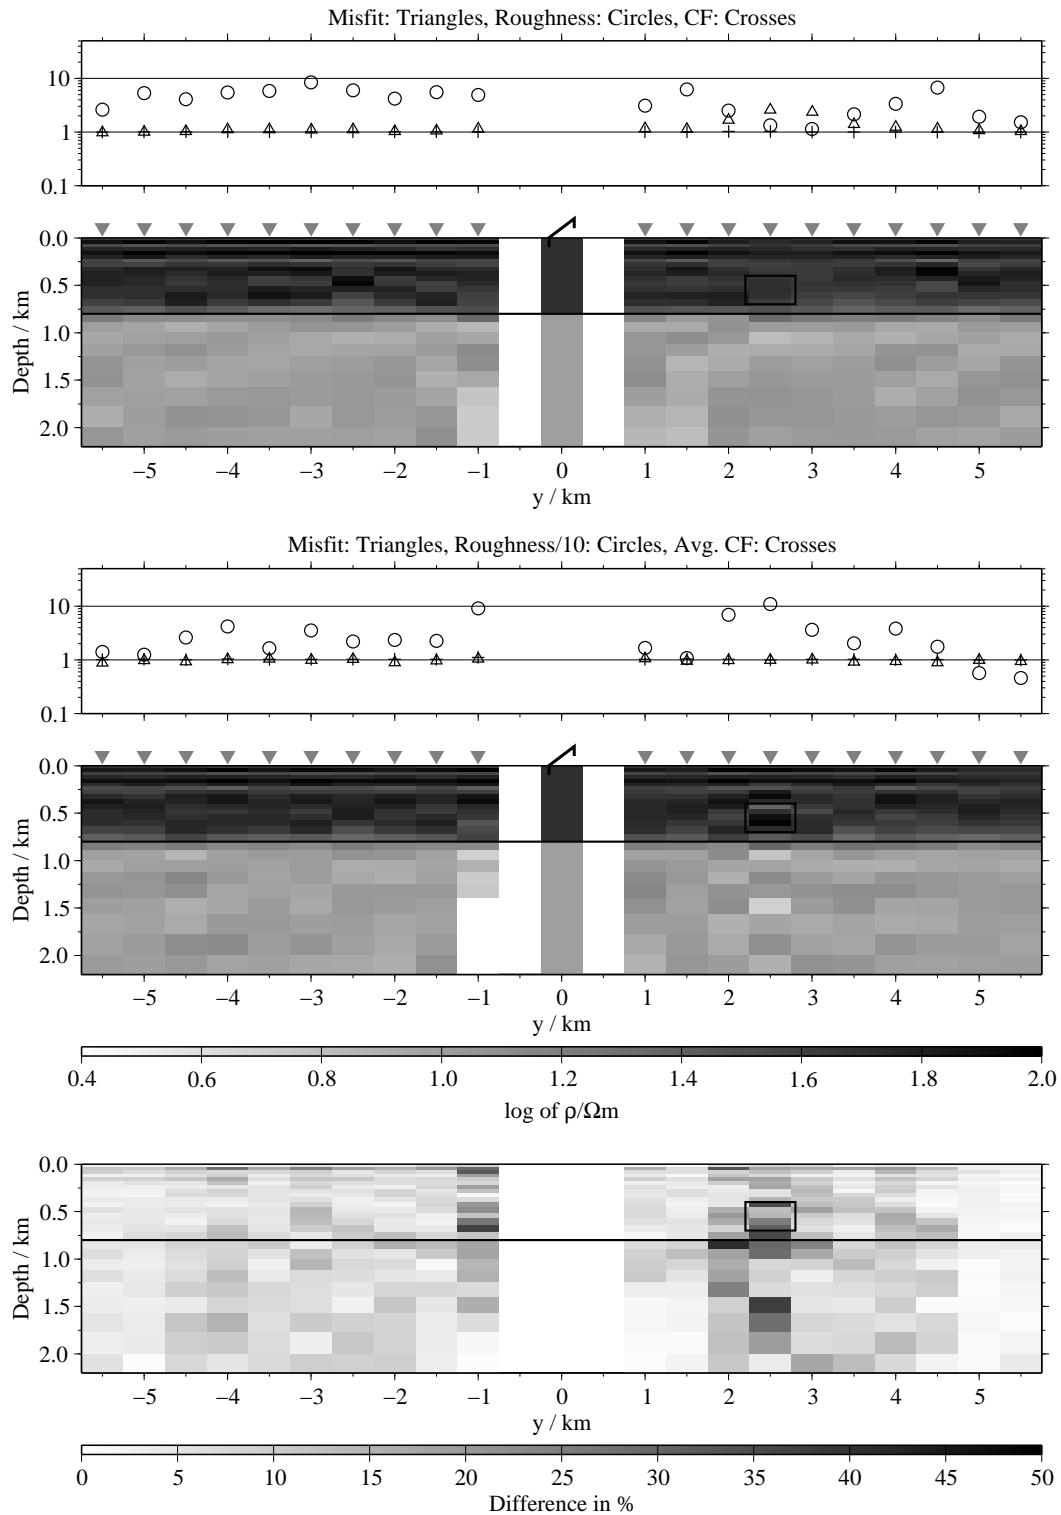 Misfit: Triangles, Roughness: Circles, CF: Crosses
10
1
0.1
0.0
0.5
1.0
1.5
2.0
Depth / km
−5 −4 −3 −2 −1 0 1 2 3 4 5
y / km
Misfit: Triangles, Roughness/10: Circles, Avg. CF: Crosses
10
1
0.1
0.0
0.5
1.0
1.5
2.0
Depth / km
−5 −4 −3 −2 −1 0 1 2 3 4 5
y / km
0.4 0.6 0.8 1.0 1.2 1.4 1.6 1.8 2.0
log of ρ/Ωm
0.0
0.5
1.0
1.5
2.0
Depth / km
−5 −4 −3 −2 −1 0 1 2 3 4 5
y / km
0 5 10 15 20 25 30 35 40 45 50
Difference in %